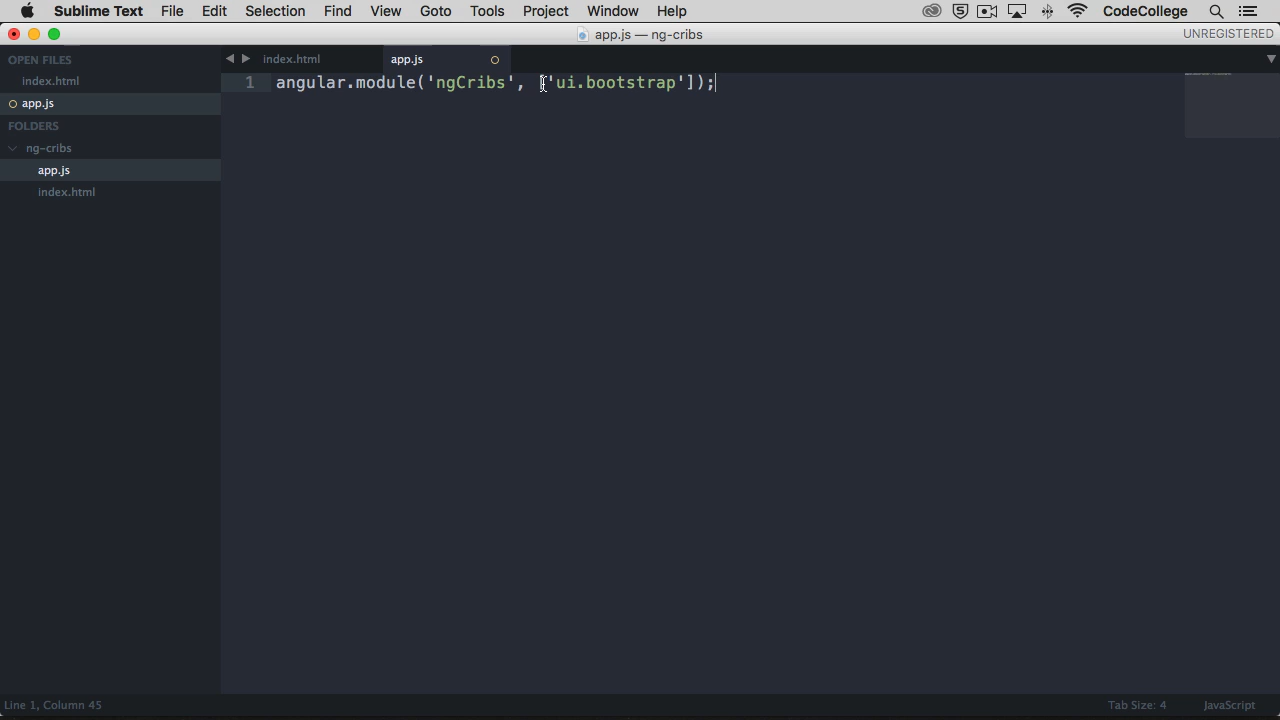 Sublime Text File Edit Selection Find View Goto Tools Project Window Help CodeCollege
app.js — ng-cribs UNREGISTERED
OPEN FILES
index.html
app.js
FOLDERS
ng-cribs
app.js
index.html
index.html app.js
1 angular.module('ngCribs', ['ui.bootstrap']);
Line 1, Column 45 Tab Size: 4 JavaScript